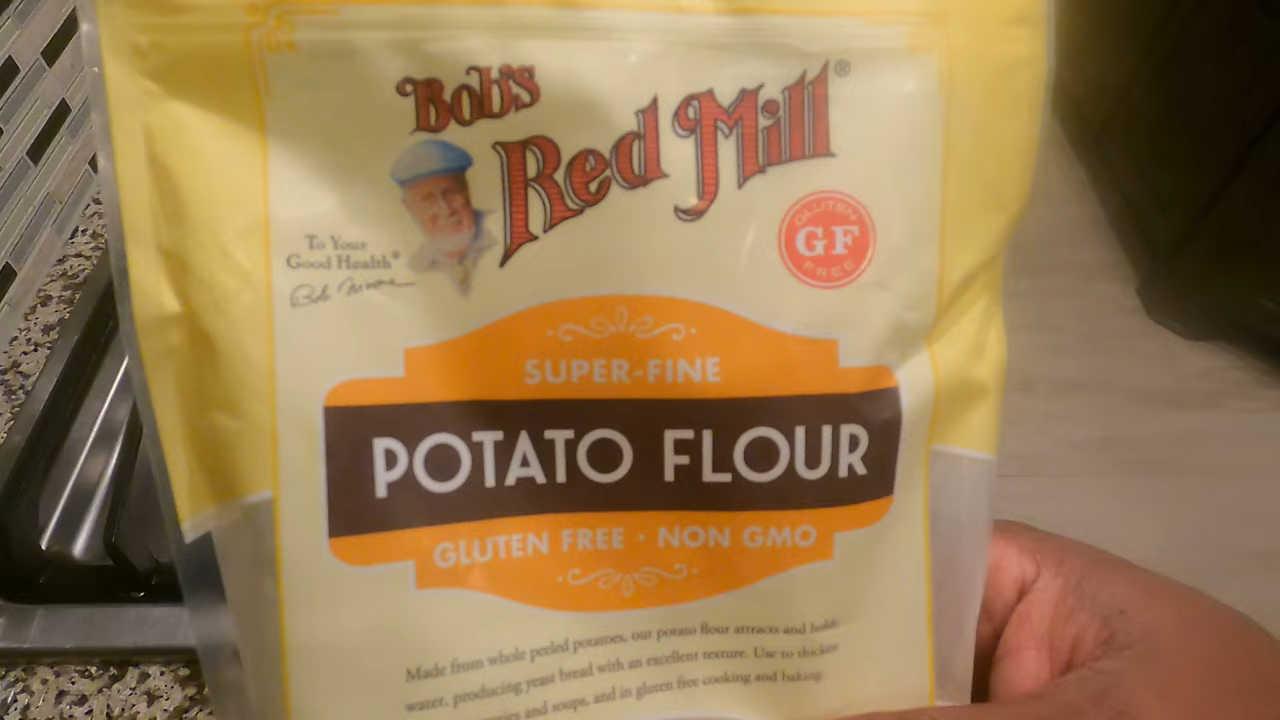 Bob's
Red Mill®
To Your
Good Health®
Bob Moore
GLUTEN
GF
FREE
SUPER-FINE
POTATO FLOUR
GLUTEN FREE · NON GMO
Made from whole peeled potatoes, our potato flour attracts and holds
water, producing yeast bread with an excellent texture. Use to thicken
and soups, and in gluten free cooking and baking.